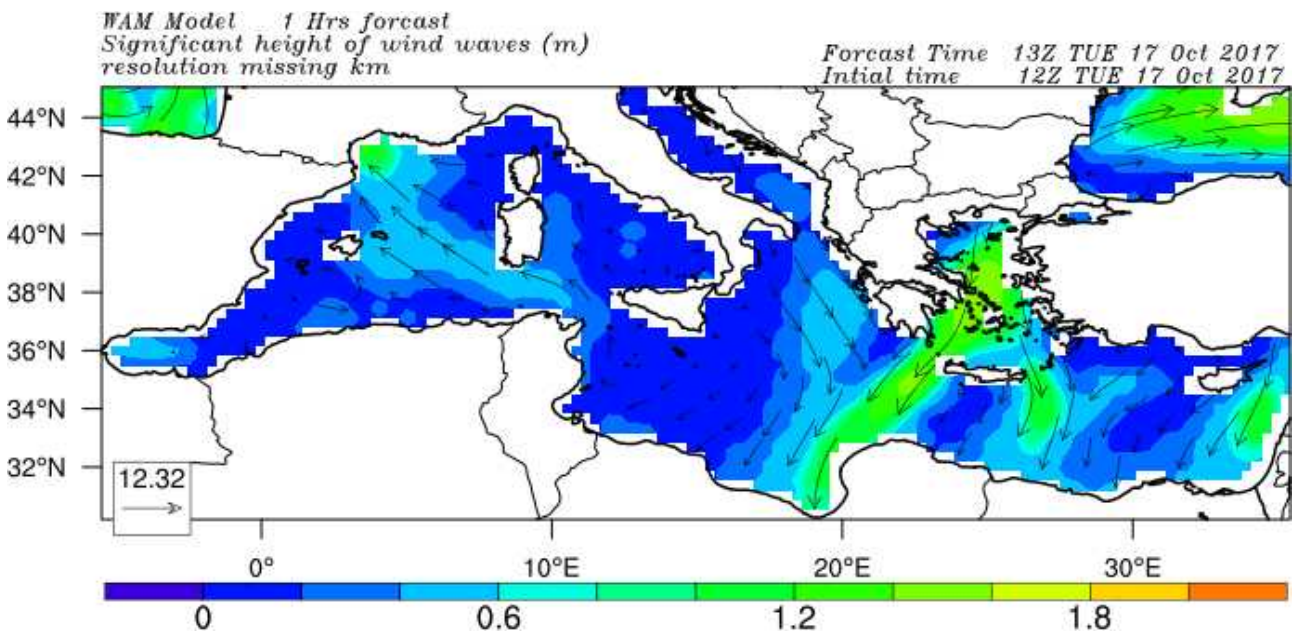 WAM Model 1 Hrs forcast
Significant height of wind waves (m)
resolution missing km
Forcast Time 13Z TUE 17 Oct 2017
Intial time 12Z TUE 17 Oct 2017
44°N
42°N
40°N
38°N
36°N
34°N
32°N
12.32
0° 10°E 20°E 30°E
0 0.6 1.2 1.8